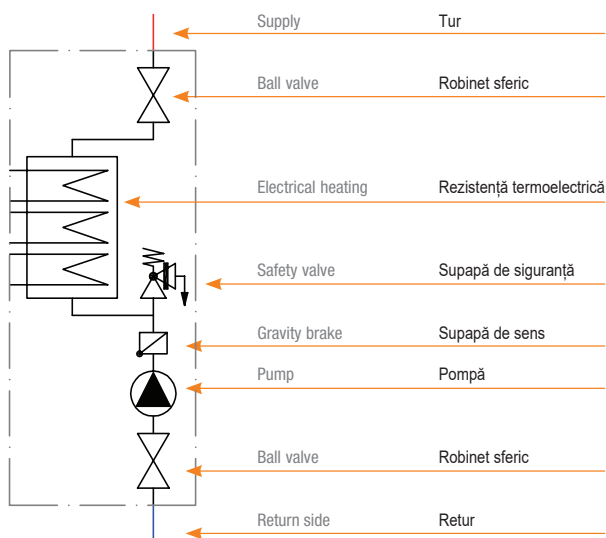 Supply Tur
Ball valve Robinet sferic
Electrical heating Rezistență termoelectrică
Safety valve Supapă de siguranță
Gravity brake Supapă de sens
Pump Pompă
Ball valve Robinet sferic
Return side Retur